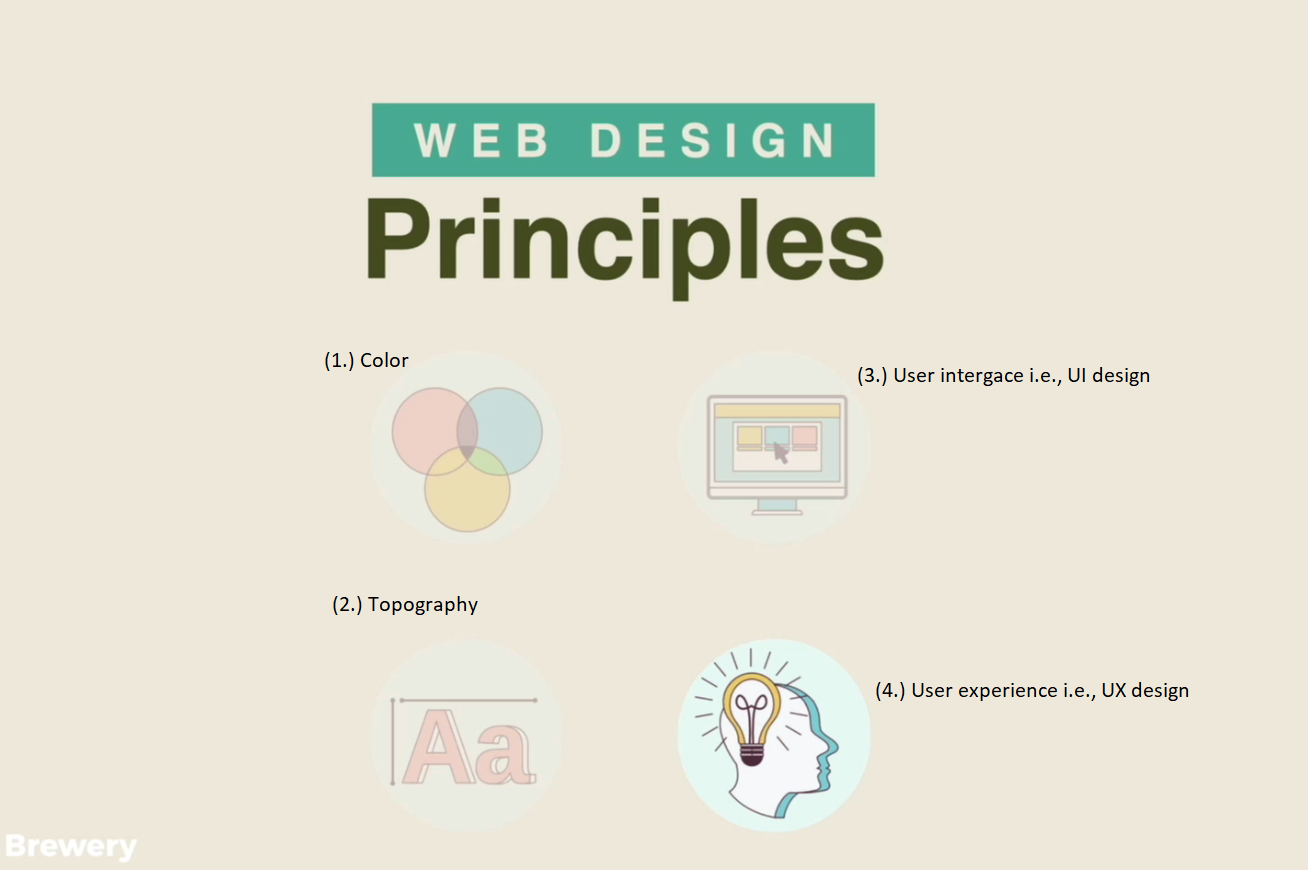 WEB DESIGN
Principles
(1.) Color
(3.) User intergace i.e., UI design
(2.) Topography
Aa
(4.) User experience i.e., UX design
Brewery